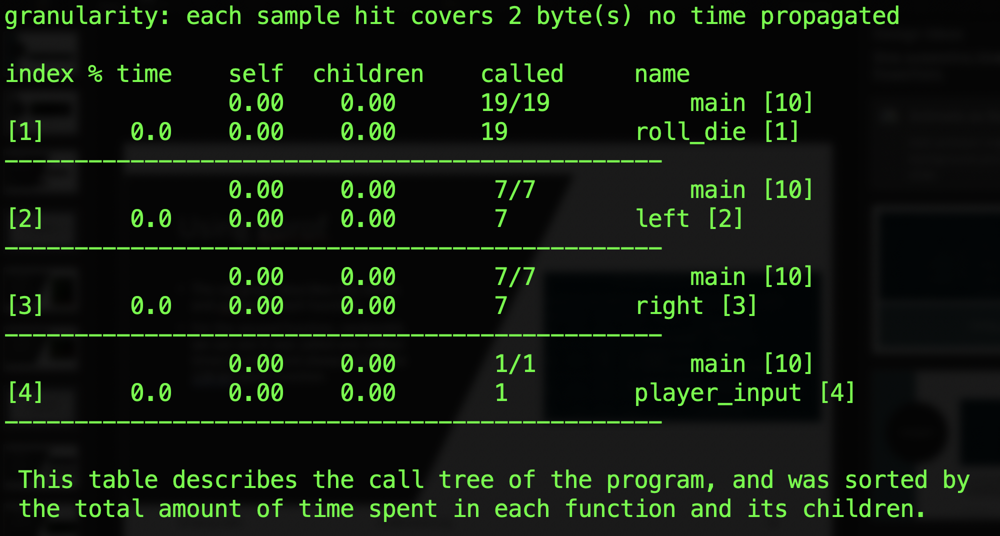 granularity: each sample hit covers 2 byte(s) no time propagated
index % time    self  children    called     name
                0.00    0.00      19/19          main [10]
[1]      0.0    0.00    0.00      19         roll_die [1]
-----------------------------------------------
                0.00    0.00       7/7           main [10]
[2]      0.0    0.00    0.00       7         left [2]
-----------------------------------------------
                0.00    0.00       7/7           main [10]
[3]      0.0    0.00    0.00       7         right [3]
-----------------------------------------------
                0.00    0.00       1/1           main [10]
[4]      0.0    0.00    0.00       1         player_input [4]
-----------------------------------------------
 This table describes the call tree of the program, and was sorted by
 the total amount of time spent in each function and its children.